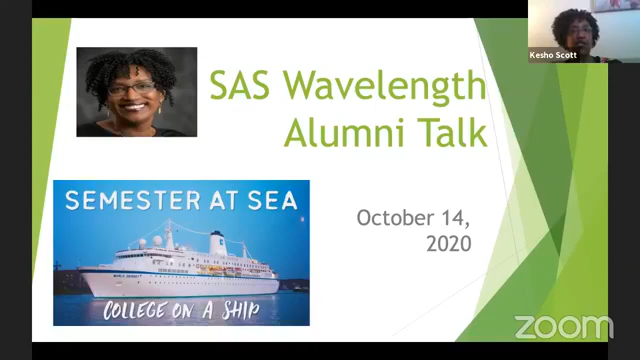 Kesho Scott
SAS Wavelength
Alumni Talk
SEMESTER AT SEA
COLLEGE ON A SHIP
October 14,
2020
zoom